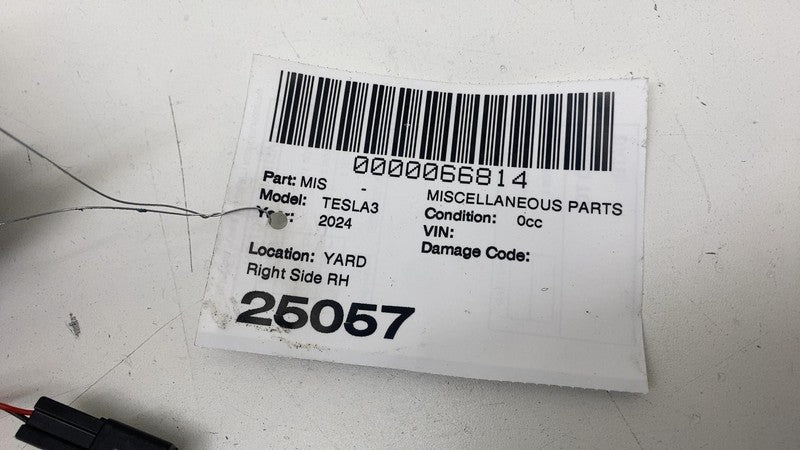 0000066814
Part: MIS - MISCELLANEOUS PARTS
Model: TESLA3 Condition: 0cc
Year: 2024 VIN:
Damage Code:
Location: YARD
Right Side RH
25057